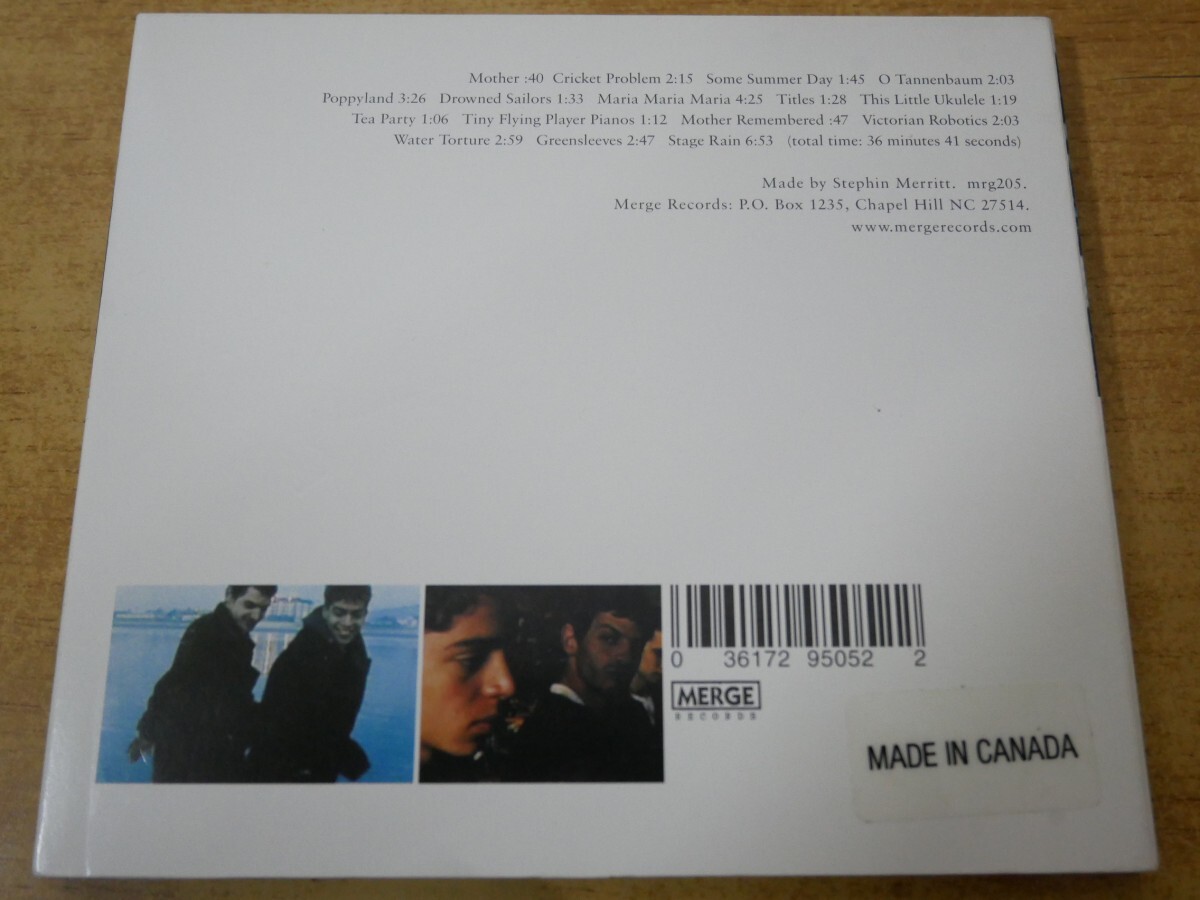 Mother :40 Cricket Problem 2:15 Some Summer Day 1:45 O Tannenbaum 2:03
Poppyland 3:26 Drowned Sailors 1:33 Maria Maria Maria 4:25 Titles 1:28 This Little Ukulele 1:19
Tea Party 1:06 Tiny Flying Player Pianos 1:12 Mother Remembered :47 Victorian Robotics 2:03
Water Torture 2:59 Greensleeves 2:47 Stage Rain 6:53 (total time: 36 minutes 41 seconds)
Made by Stephin Merritt. mrg205.
Merge Records: P.O. Box 1235, Chapel Hill NC 27514.
www.mergerecords.com
0 36172 95052 2
MERGE
RECORDS
MADE IN CANADA